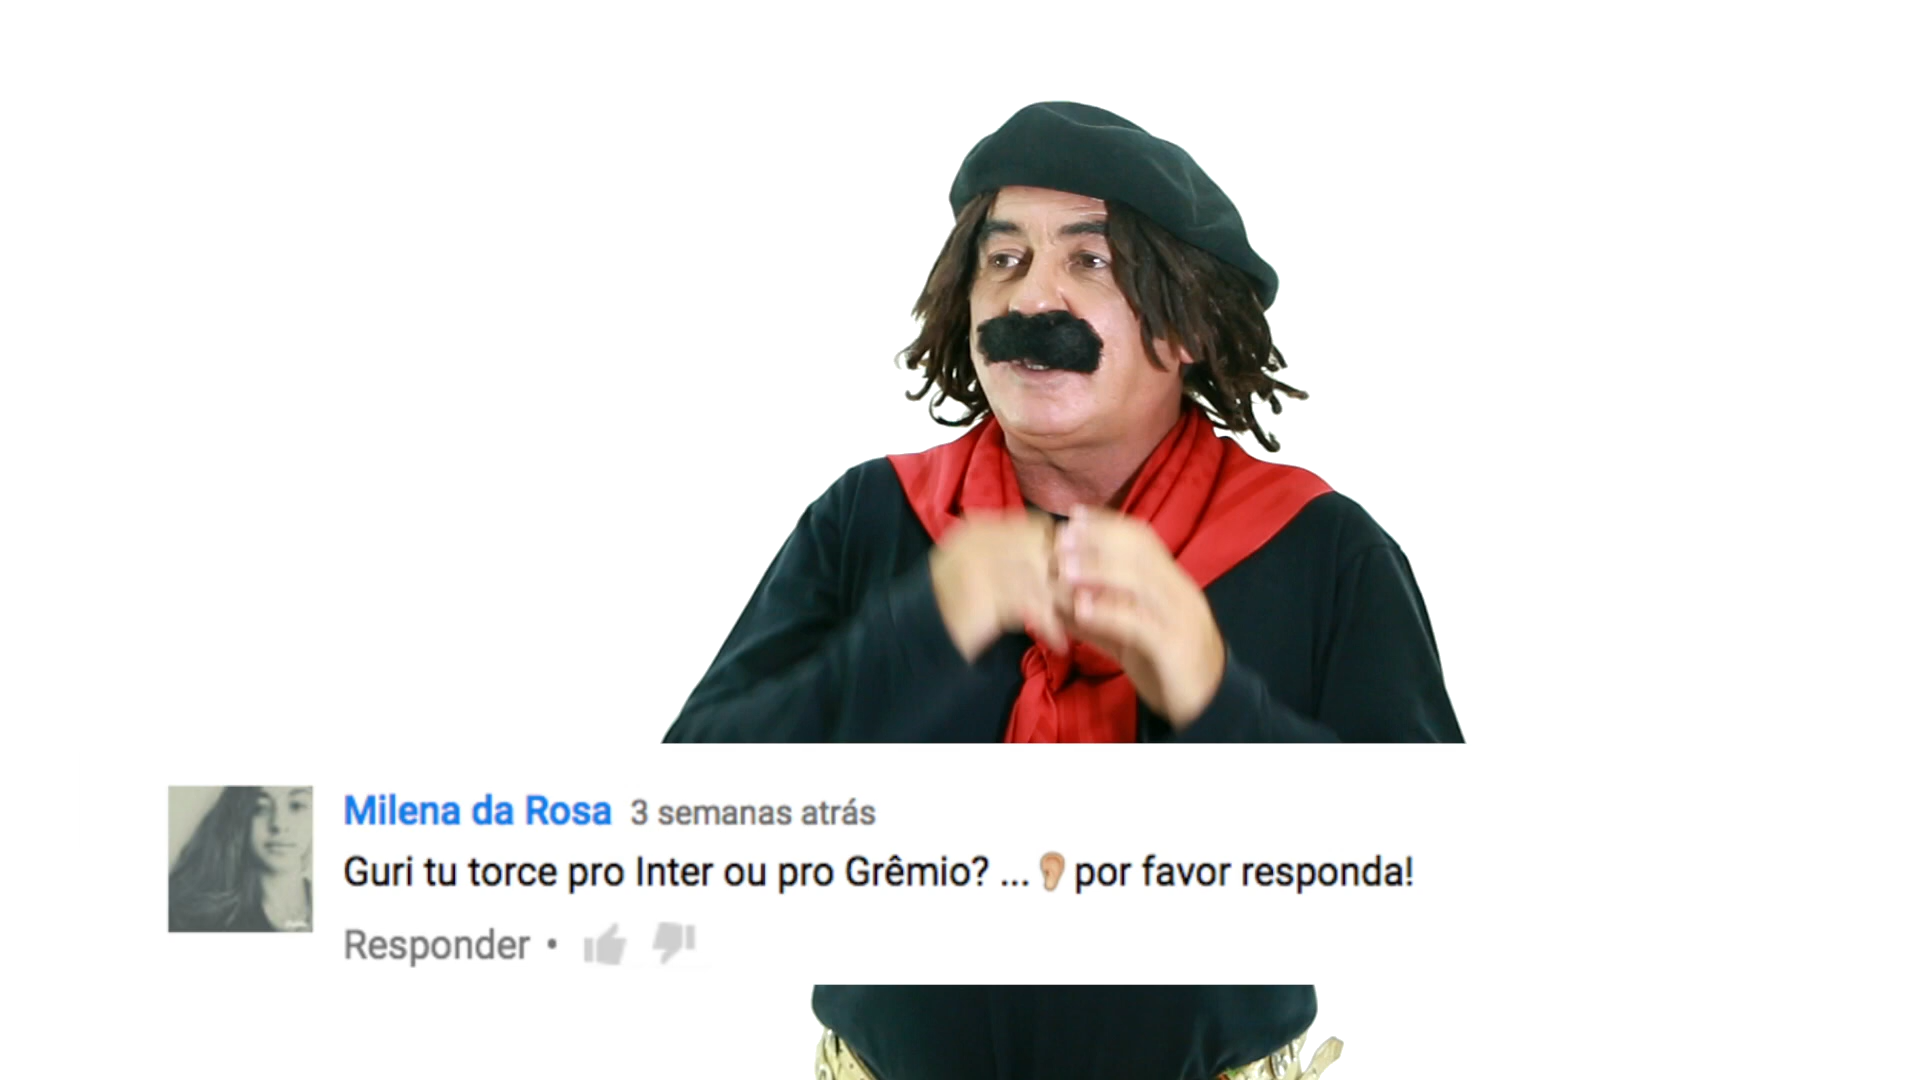 Milena da Rosa 3 semanas atrás
Guri tu torce pro Inter ou pro Grêmio? ...👂por favor responda!
Responder •